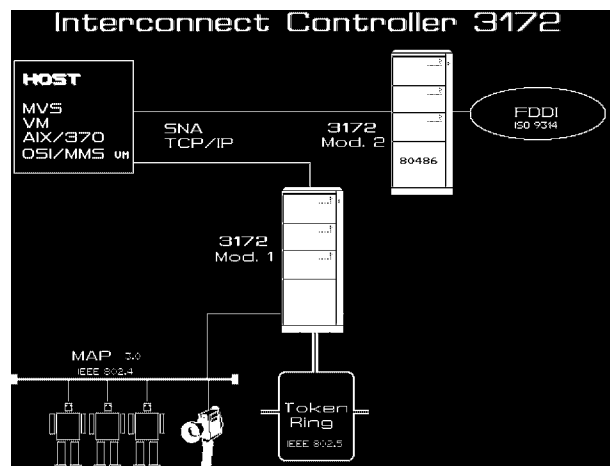 Interconnect Controller 3172
HOST
MVS
VM
AIX/370
OSI/MMS VM
SNA
TCP/IP
3172
Mod. 2
80486
FDDI
ISO 9314
3172
Mod. 1
MAP 3.0
IEEE 802.4
Token
Ring
IEEE 802.5